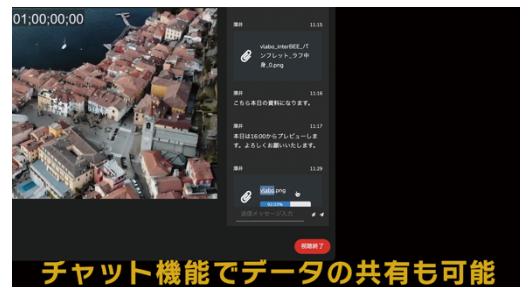 01;00;00;00
藤井 11:15
vlabo_interBEE_パ
ンフレット_ラフ中
身_0.png
藤井 11:16
こちら本日の資料になります。
藤井 11:17
本日は16:00からプレビューしま
す。よろしくお願いいたします。
藤井 11:29
vlabo.png
送信メッセージ入力
視聴終了
チャット機能でデータの共有も可能